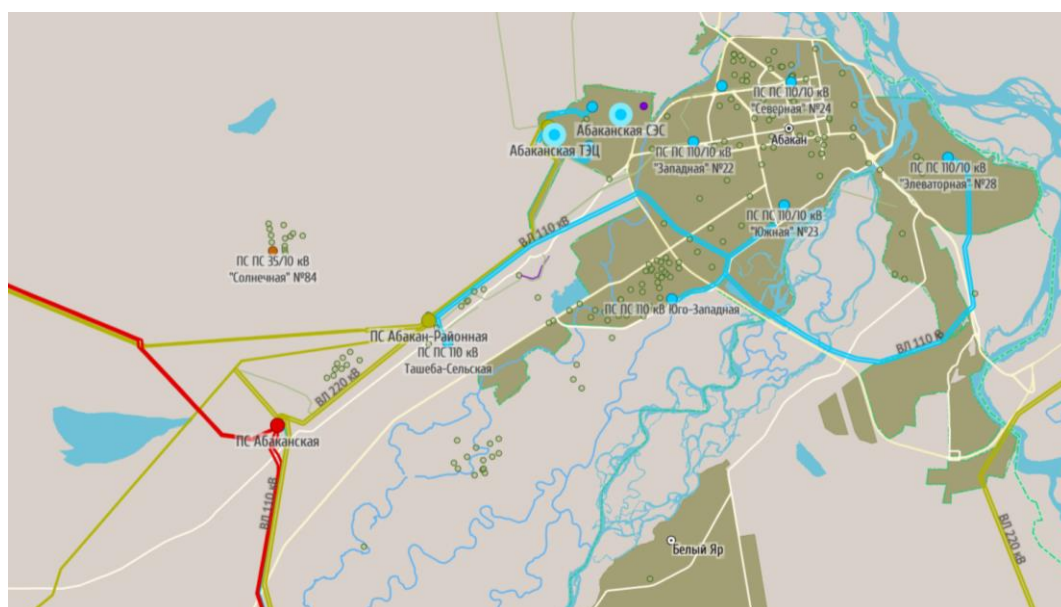 ПС ПС 110/10 кВ
"Северная" №24
Абаканская СЭС
Абакан
Абаканская ТЭЦ
ПС ПС 110/10 кВ
"Западная" №22
ПС ПС 110/10 кВ
"Элеваторная" №28
ПС ПС 110/10 кВ
"Южная" №23
ВЛ 110 кВ
ПС ПС 35/10 кВ
"Солнечная" №84
ПС ПС 110 кВ Юго-Западная
ПС Абакан-Районная
ПС ПС 110 кВ
Ташеба-Сельская
ВЛ 110 кВ
ВЛ 220 кВ
ПС Абаканская
ВЛ 110 кВ
Белый Яр
ВЛ 220 кВ